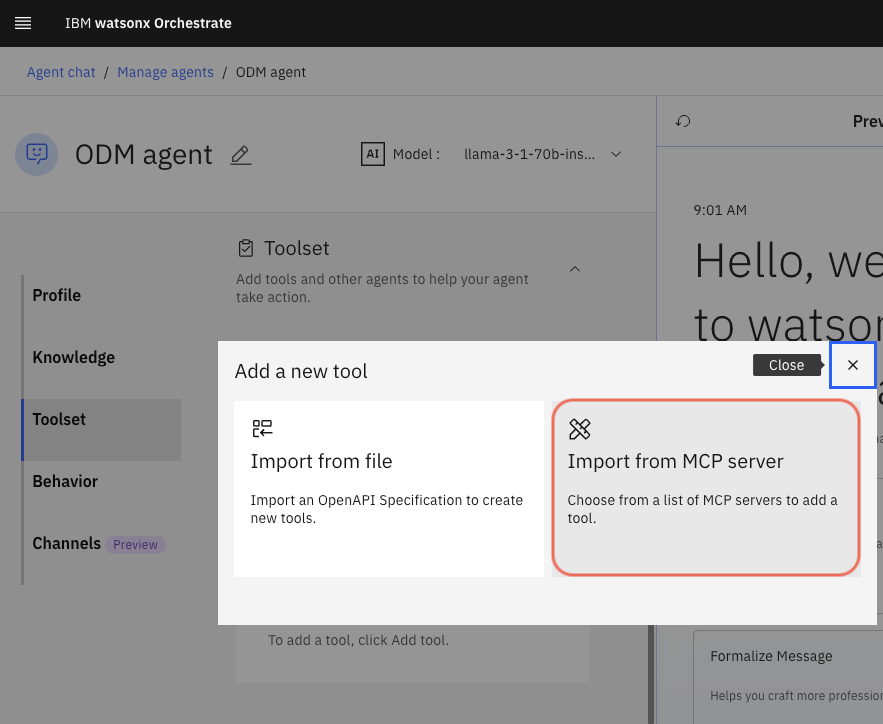 IBM watsonx Orchestrate
Agent chat / Manage agents / ODM agent
ODM agent
AI Model : llama-3-1-70b-ins...
Toolset
Add tools and other agents to help your agent
take action.
Profile
Knowledge
Toolset
Behavior
Channels Preview
Add a new tool
Close
Import from file
Import an OpenAPI Specification to create
new tools.
Import from MCP server
Choose from a list of MCP servers to add a
tool.
To add a tool, click Add tool.
9:01 AM
Hello,
to
Formalize Message
Helps you craft more